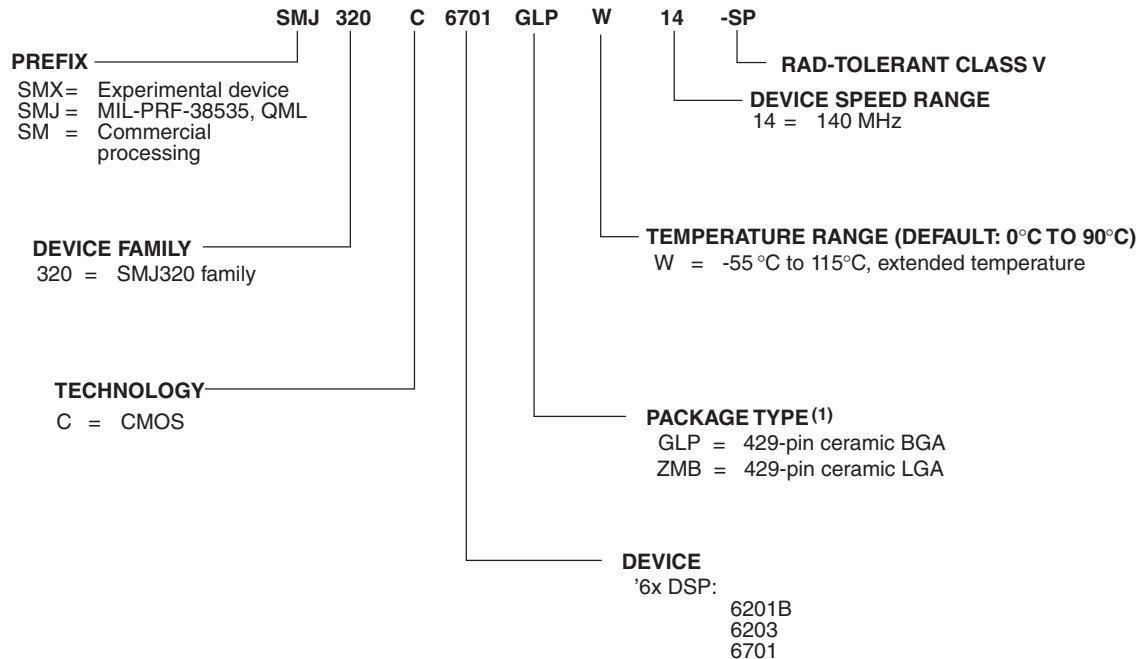 SMJ 320 C 6701 GLP W 14 -SP
PREFIX
SMX = Experimental device
SMJ = MIL-PRF-38535, QML
SM = Commercial
processing
RAD-TOLERANT CLASS V
DEVICE SPEED RANGE
14 = 140 MHz
DEVICE FAMILY
320 = SMJ320 family
TEMPERATURE RANGE (DEFAULT: 0°C TO 90°C)
W = -55 °C to 115°C, extended temperature
TECHNOLOGY
C = CMOS
PACKAGE TYPE (1)
GLP = 429-pin ceramic BGA
ZMB = 429-pin ceramic LGA
DEVICE
'6x DSP:
6201B
6203
6701